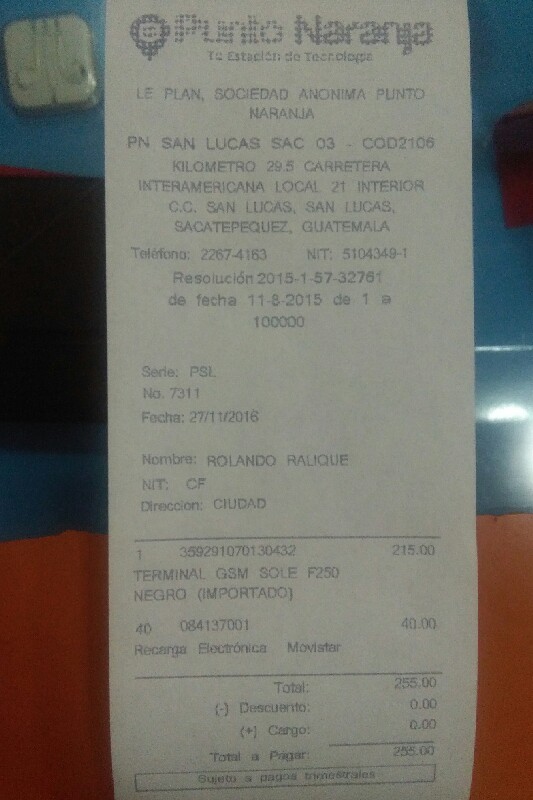 Punto Naranja
Tu Estación de Tecnología
LE PLAN, SOCIEDAD ANONIMA PUNTO
NARANJA
PN SAN LUCAS SAC 03 - COD2106
KILOMETRO 29.5 CARRETERA
INTERAMERICANA LOCAL 21 INTERIOR
C.C. SAN LUCAS, SAN LUCAS,
SACATEPEQUEZ, GUATEMALA
Teléfono: 2267-4163 NIT: 5104349-1
Resolución 2015-1-57-32761
de fecha 11-8-2015 de 1 a
100000
Serie: PSL
No. 7311
Fecha: 27/11/2016
Nombre: ROLANDO RALIQUE
NIT: CF
Direccion: CIUDAD
1 359291070130432 215.00
TERMINAL GSM SOLE F250
NEGRO (IMPORTADO)
40 084137001 40.00
Recarga Electrónica Movistar
Total: 255.00
(-) Descuento: 0.00
(+) Cargo: 0.00
Total a Pagar: 255.00
Sujeto a pagos trimestrales